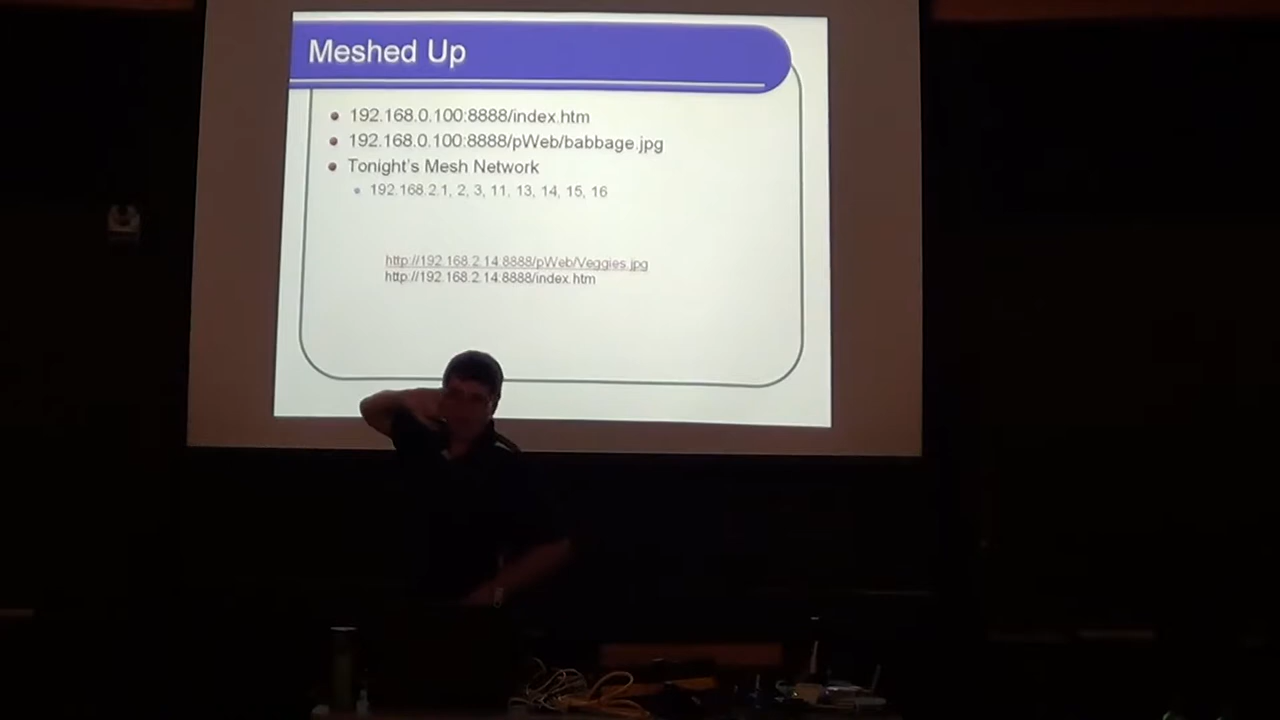 Meshed Up
192.168.0.100:8888/index.htm
192.168.0.100:8888/pWeb/babbage.jpg
Tonight's Mesh Network
192.168.2.1, 2, 3, 11, 13, 14, 15, 16
http://192.168.2.14:8888/pWeb/Veggies.jpg
http://192.168.2.14:8888/index.htm